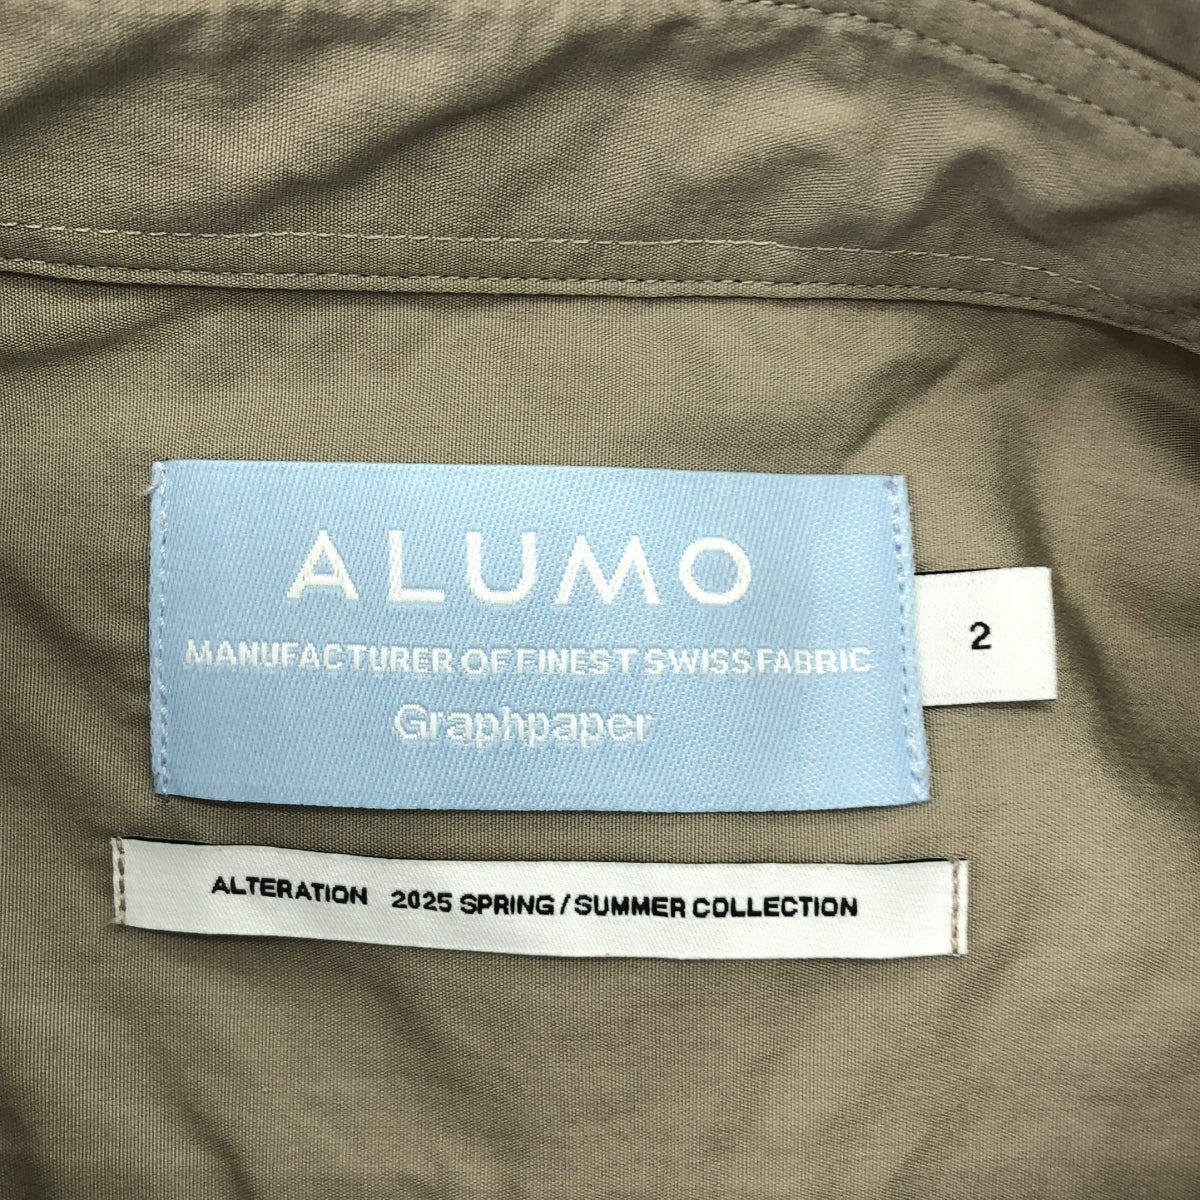 ALUMO
MANUFACTURER OF FINEST SWISS FABRIC
Graphpaper
2
ALTERATION 2025 SPRING / SUMMER COLLECTION